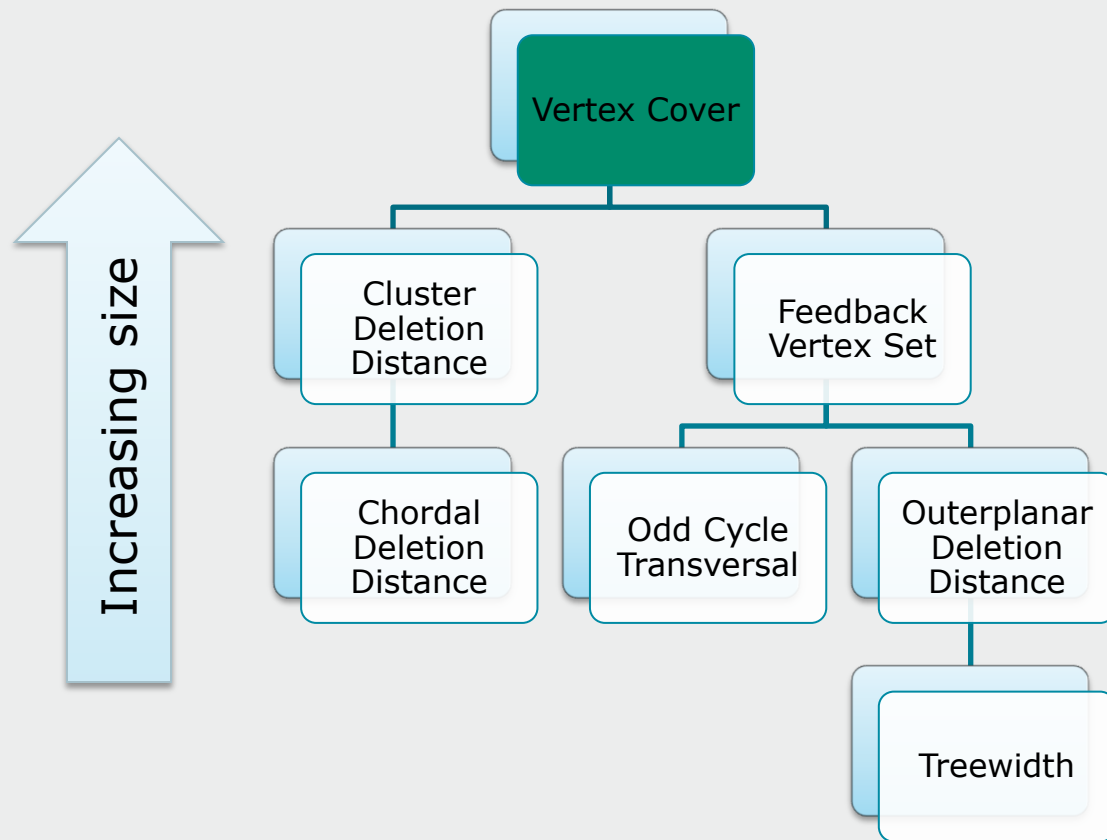 Vertex Cover
Increasing size
Cluster
Deletion
Distance
Feedback
Vertex Set
Chordal
Deletion
Distance
Odd Cycle
Transversal
Outerplanar
Deletion
Distance
Treewidth